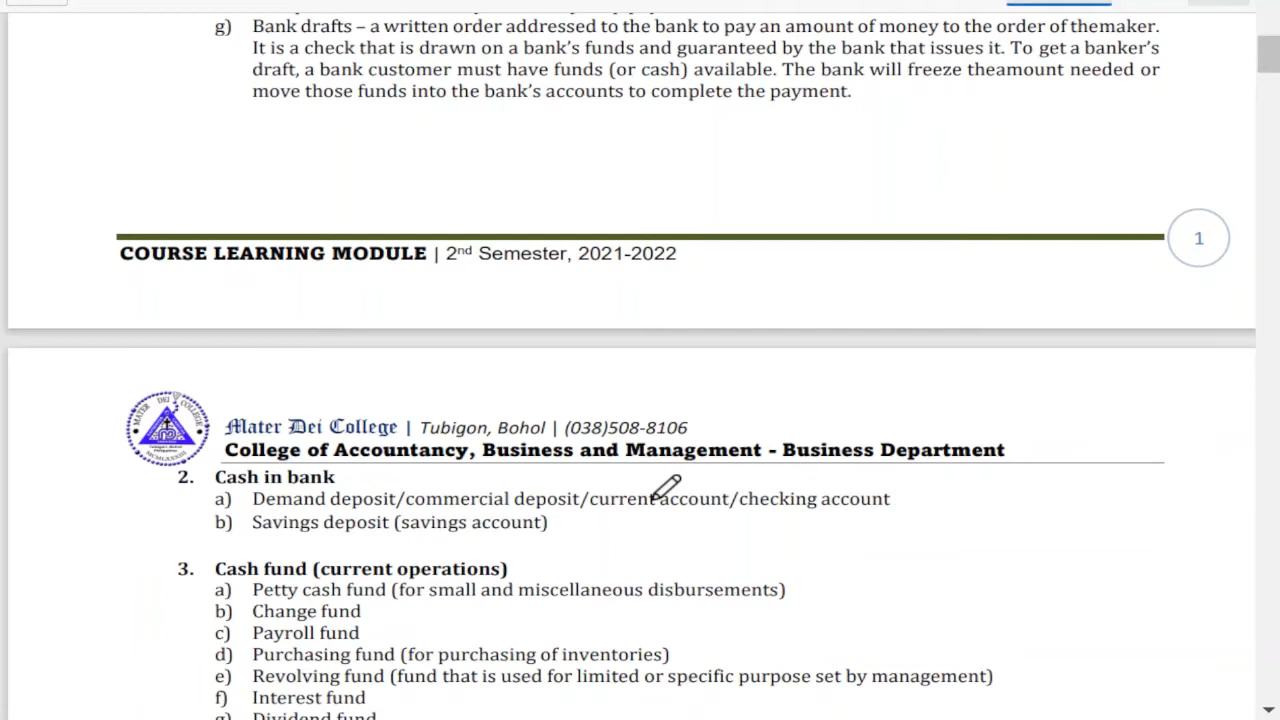 g) Bank drafts – a written order addressed to the bank to pay an amount of money to the order of themaker.
It is a check that is drawn on a bank's funds and guaranteed by the bank that issues it. To get a banker's
draft, a bank customer must have funds (or cash) available. The bank will freeze theamount needed or
move those funds into the bank's accounts to complete the payment.
COURSE LEARNING MODULE | 2nd Semester, 2021-2022
1
Mater Dei College | Tubigon, Bohol | (038)508-8106
College of Accountancy, Business and Management - Business Department
2. Cash in bank
a) Demand deposit/commercial deposit/current account/checking account
b) Savings deposit (savings account)
3. Cash fund (current operations)
a) Petty cash fund (for small and miscellaneous disbursements)
b) Change fund
c) Payroll fund
d) Purchasing fund (for purchasing of inventories)
e) Revolving fund (fund that is used for limited or specific purpose set by management)
f) Interest fund
g) Dividend fund